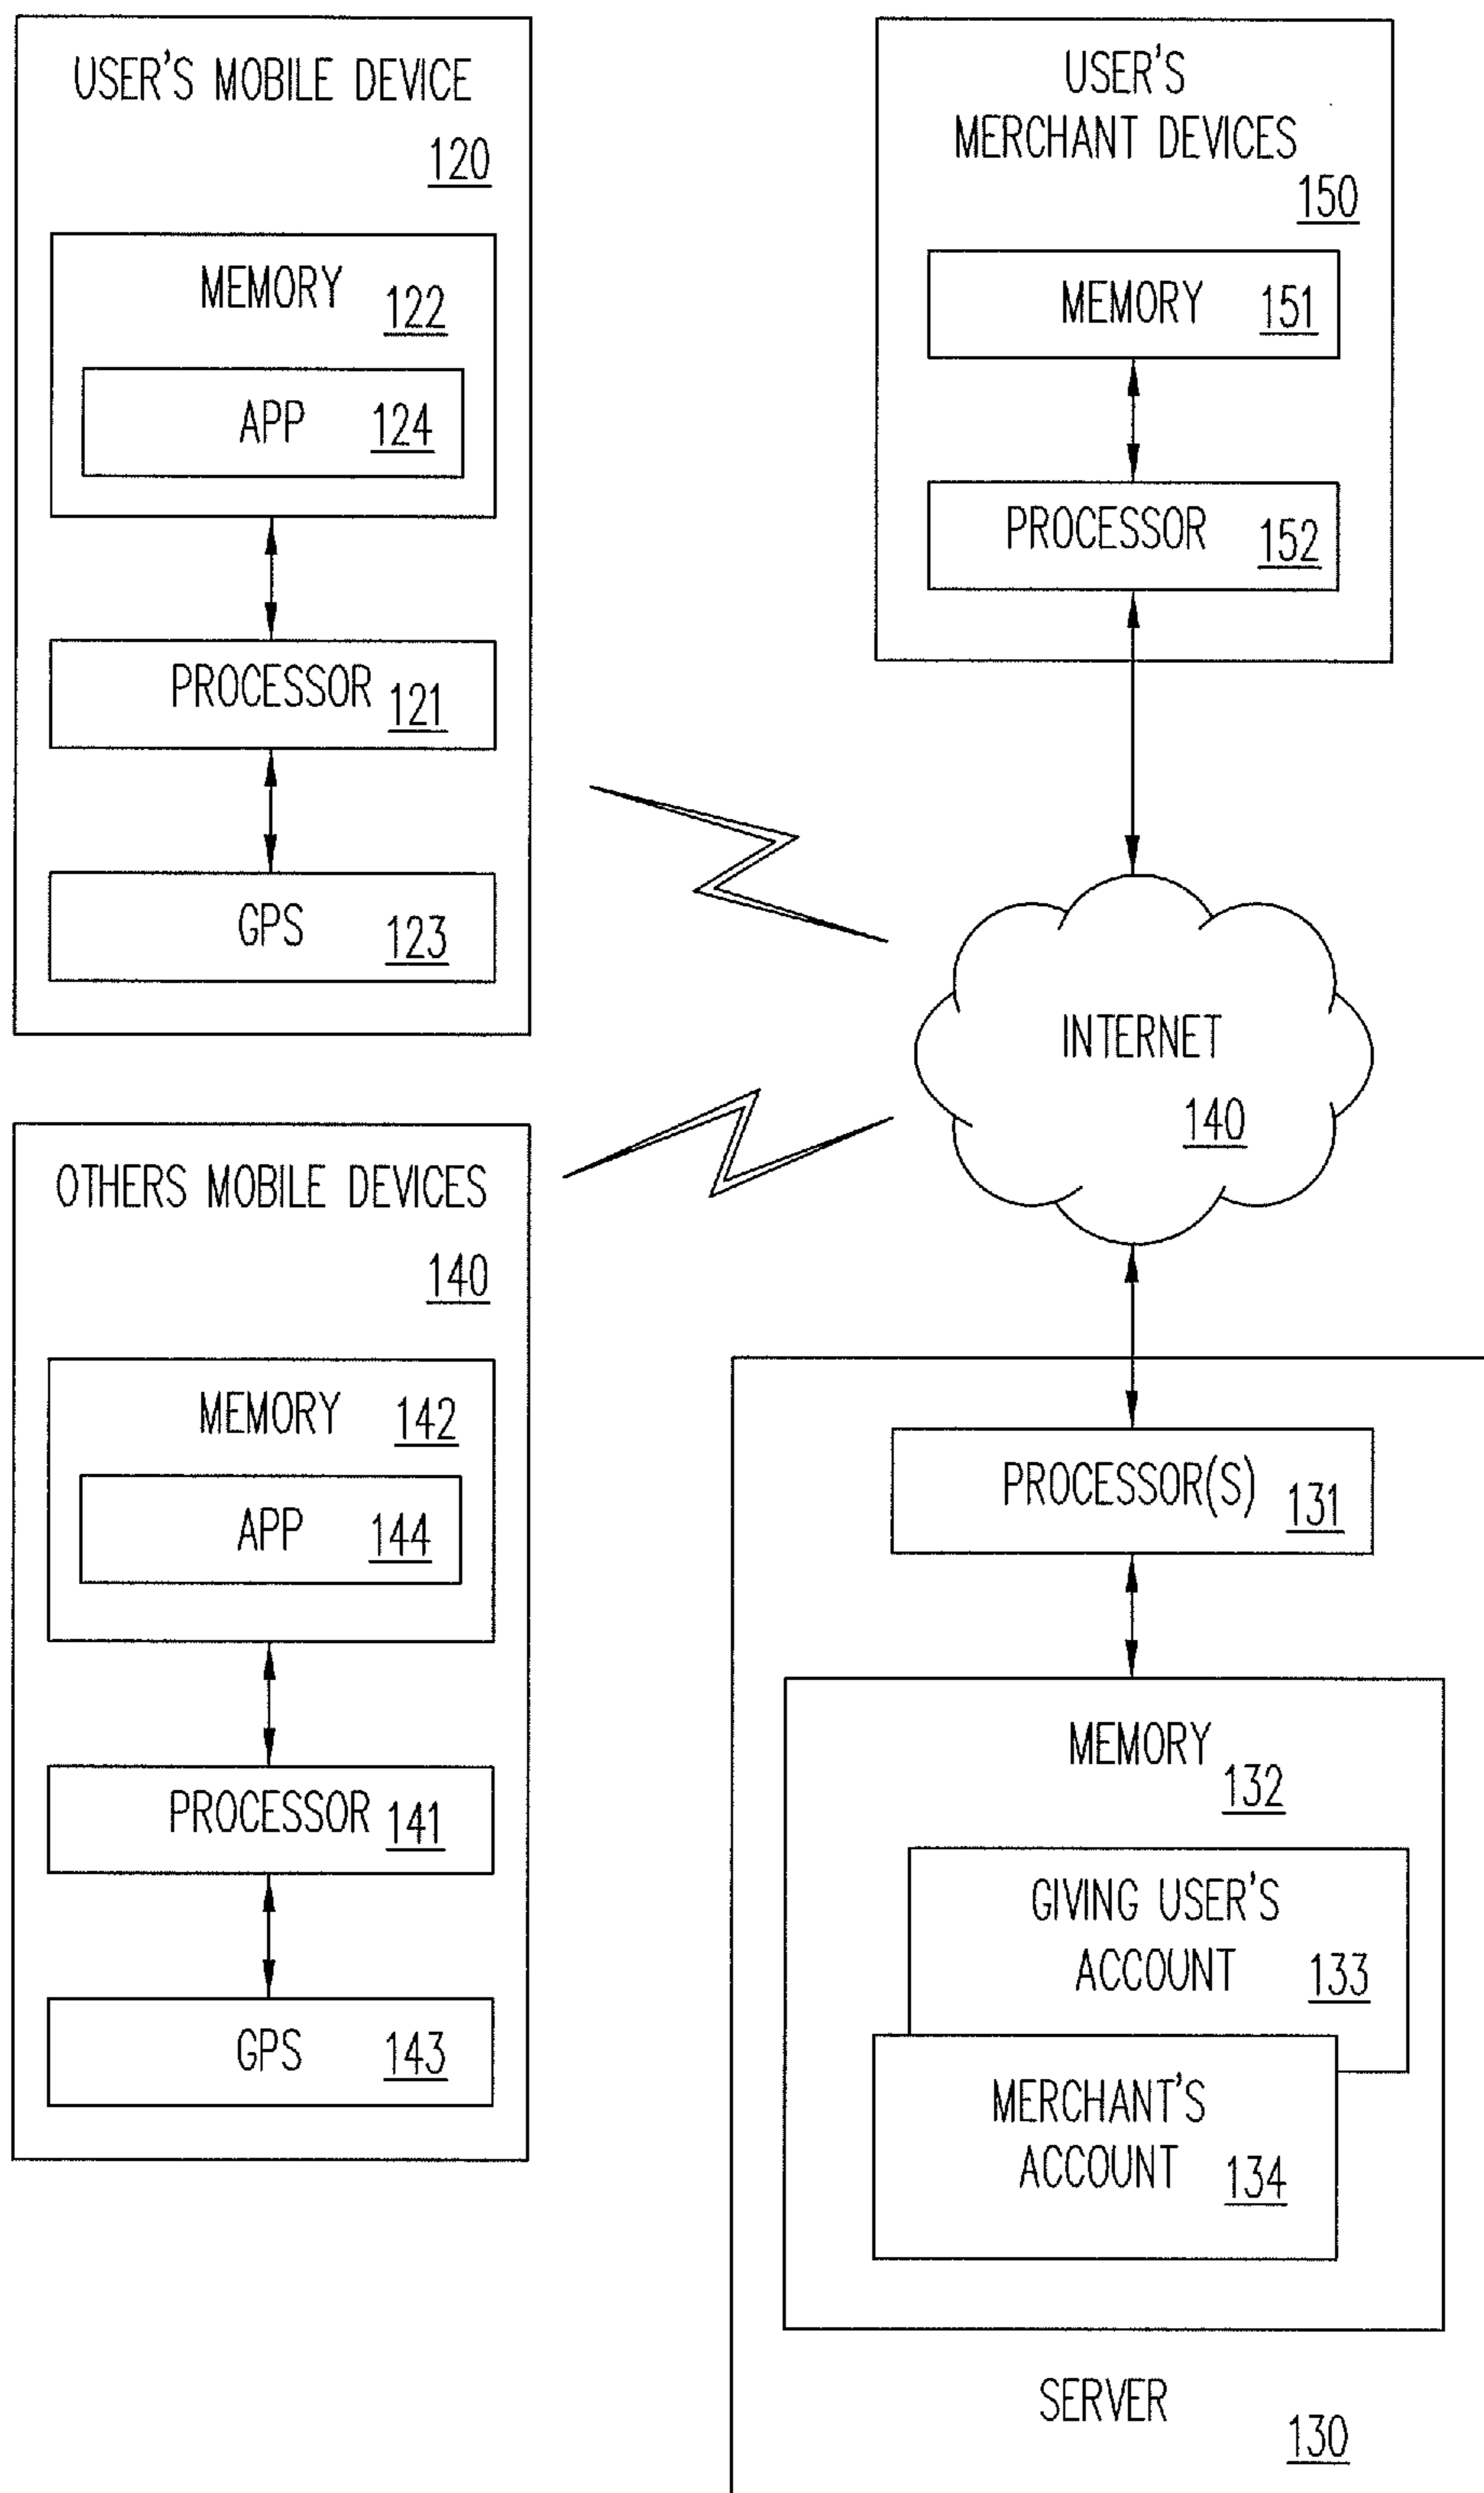 USER'S MOBILE DEVICE
120
MEMORY 122
APP 124
PROCESSOR 121
GPS 123
USER'S
MERCHANT DEVICES
150
MEMORY 151
PROCESSOR 152
INTERNET
140
OTHERS MOBILE DEVICES
140
MEMORY 142
APP 144
PROCESSOR 141
GPS 143
PROCESSOR(S) 131
MEMORY
132
GIVING USER'S
ACCOUNT 133
MERCHANT'S
ACCOUNT 134
SERVER
130